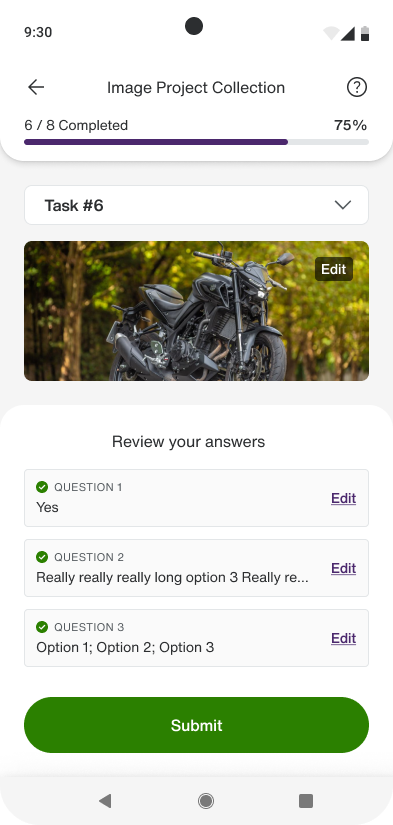 9:30
Image Project Collection
6 / 8 Completed
75%
Task #6
Edit
Review your answers
QUESTION 1
Yes
Edit
QUESTION 2
Really really really long option 3 Really re...
Edit
QUESTION 3
Option 1; Option 2; Option 3
Edit
Submit